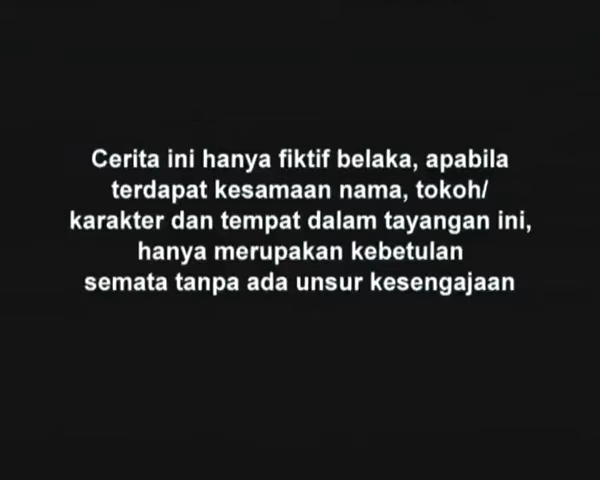 Cerita ini hanya fiktif belaka, apabila
terdapat kesamaan nama, tokoh/
karakter dan tempat dalam tayangan ini,
hanya merupakan kebetulan
semata tanpa ada unsur kesengajaan